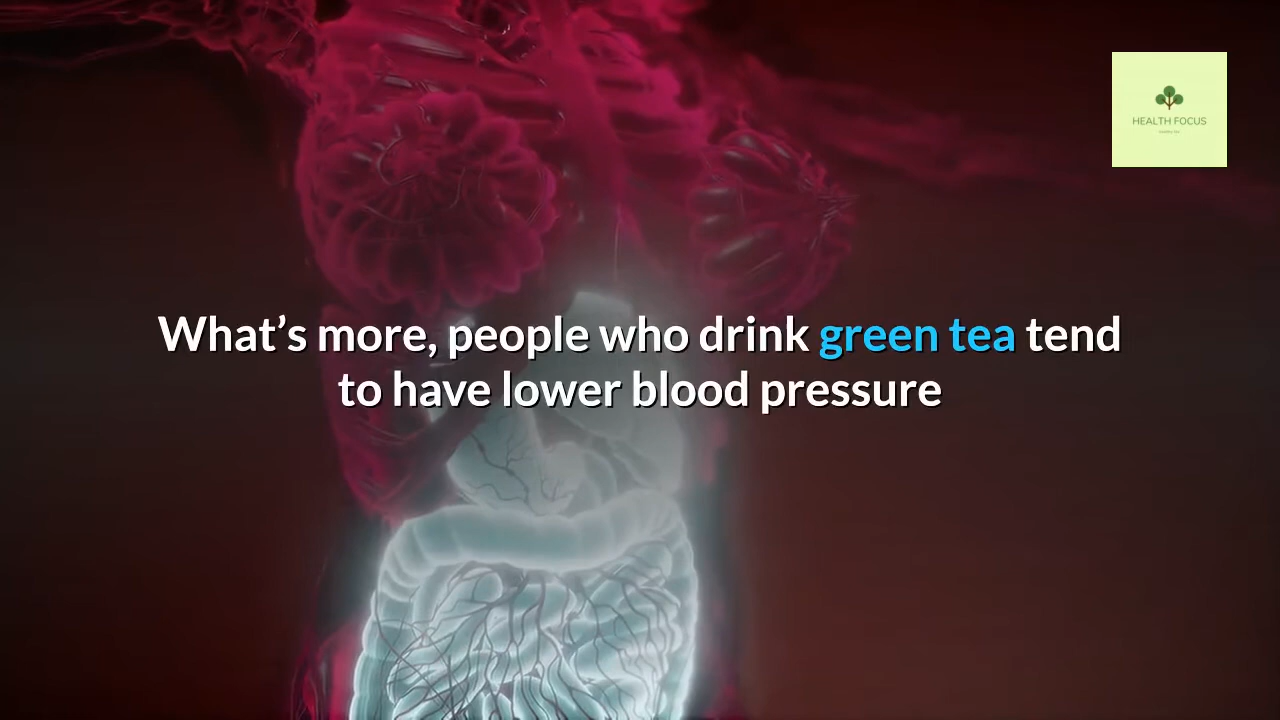 HEALTH FOCUS
What’s more, people who drink green tea tend
to have lower blood pressure